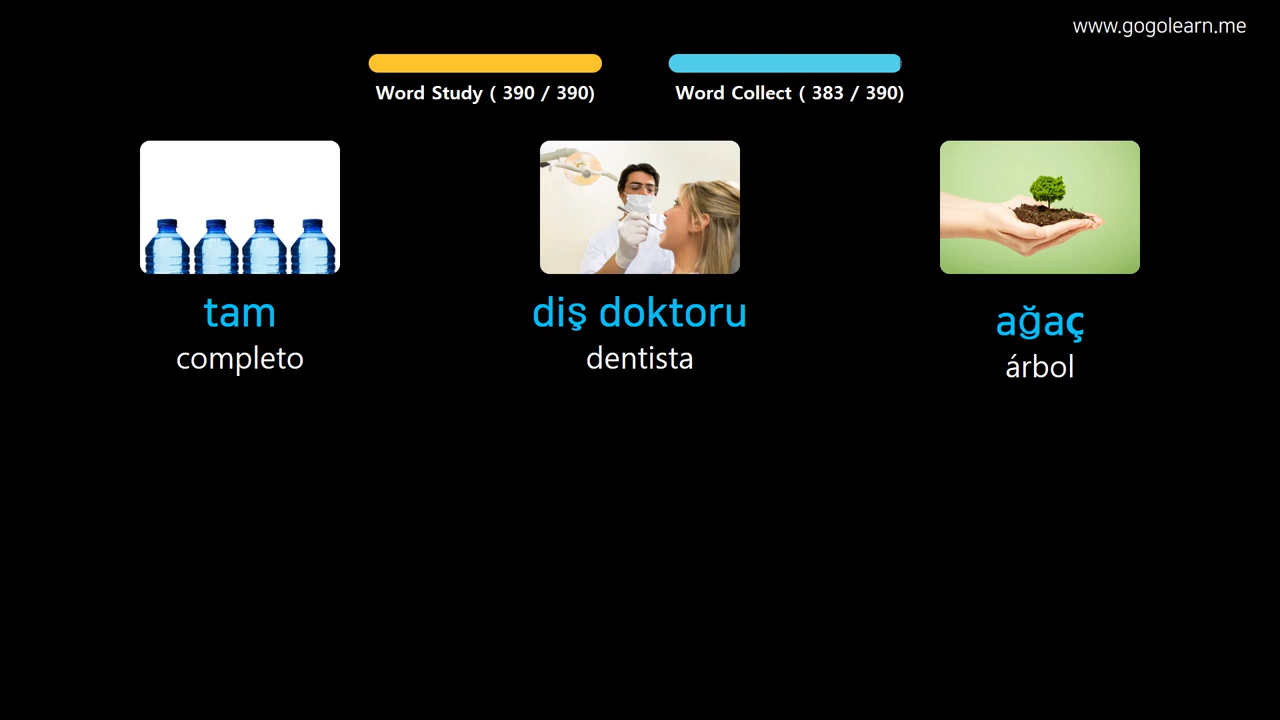 www.gogolearn.me
Word Study ( 390 / 390)
Word Collect ( 383 / 390)
tam
completo
diş doktoru
dentista
ağaç
árbol